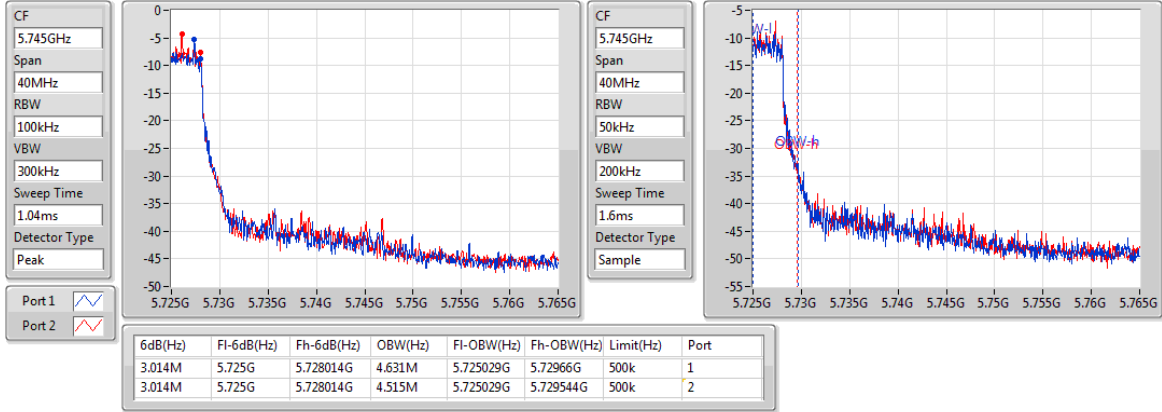 CF
5.745GHz
Span
40MHz
RBW
100kHz
VBW
300kHz
Sweep Time
1.04ms
Detector Type
Peak
Port 1
Port 2
0
-5
-10
-15
-20
-25
-30
-35
-40
-45
-50
5.725G 5.73G 5.735G 5.74G 5.745G 5.75G 5.755G 5.76G 5.765G
CF
5.745GHz
Span
40MHz
RBW
50kHz
VBW
200kHz
Sweep Time
1.6ms
Detector Type
Sample
-5
-10
-15
-20
-25
-30
-35
-40
-45
-50
-55
5.725G 5.73G 5.735G 5.74G 5.745G 5.75G 5.755G 5.76G 5.765G
OBW-h
6dB(Hz) Fl-6dB(Hz) Fh-6dB(Hz) OBW(Hz) Fl-OBW(Hz) Fh-OBW(Hz) Limit(Hz) Port
3.014M 5.725G 5.728014G 4.631M 5.725029G 5.72966G 500k 1
3.014M 5.725G 5.728014G 4.515M 5.725029G 5.729544G 500k 2